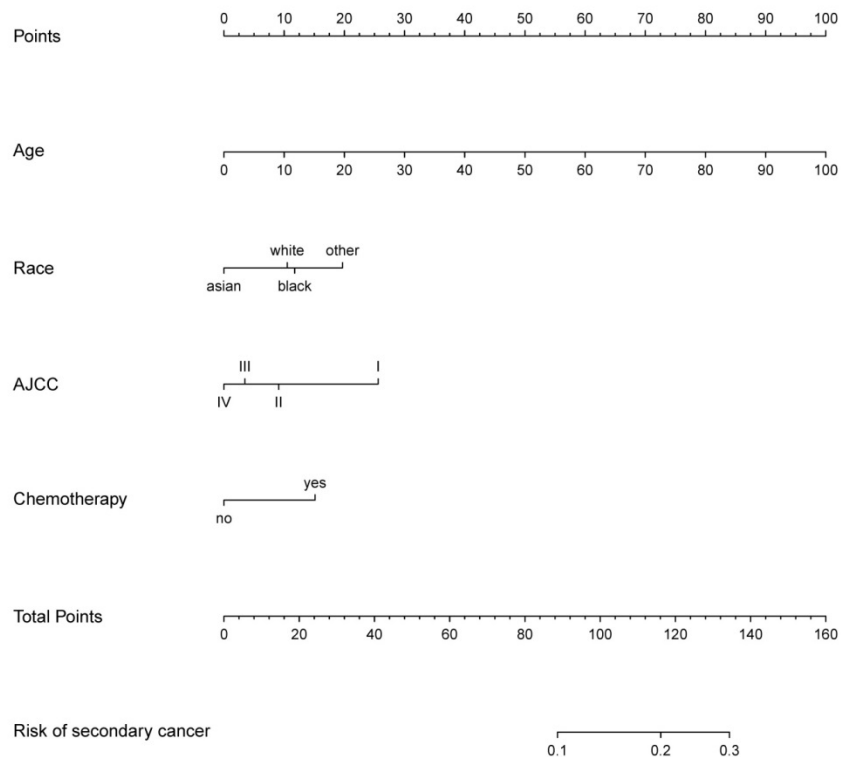 0 10 20 30 40 50 60 70 80 90 100
Points
Age
0 10 20 30 40 50 60 70 80 90 100
white other
Race
asian black
III I
AJCC
IV II
yes
Chemotherapy
no
Total Points
0 20 40 60 80 100 120 140 160
Risk of secondary cancer
0.1 0.2 0.3